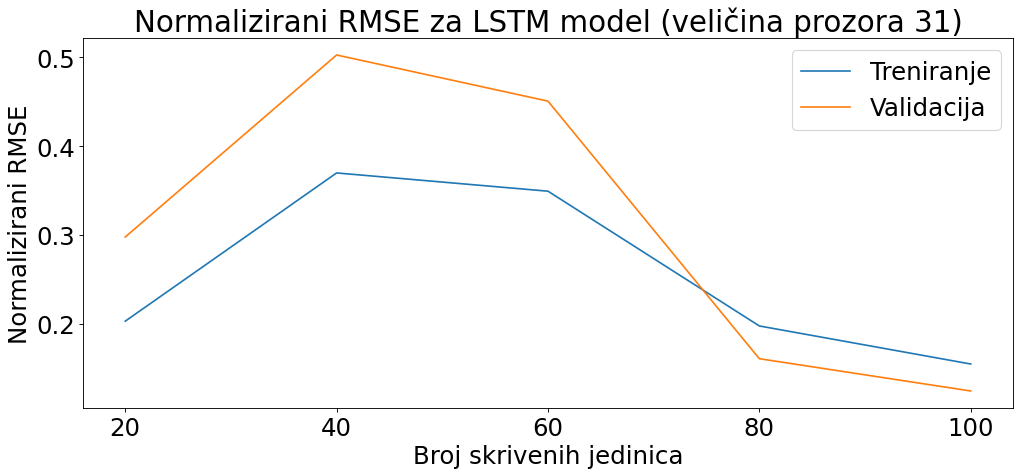 Normalizirani RMSE za LSTM model (veličina prozora 31)
Normalizirani RMSE
0.5
0.4
0.3
0.2
Treniranje
Validacija
20 40 60 80 100
Broj skrivenih jedinica